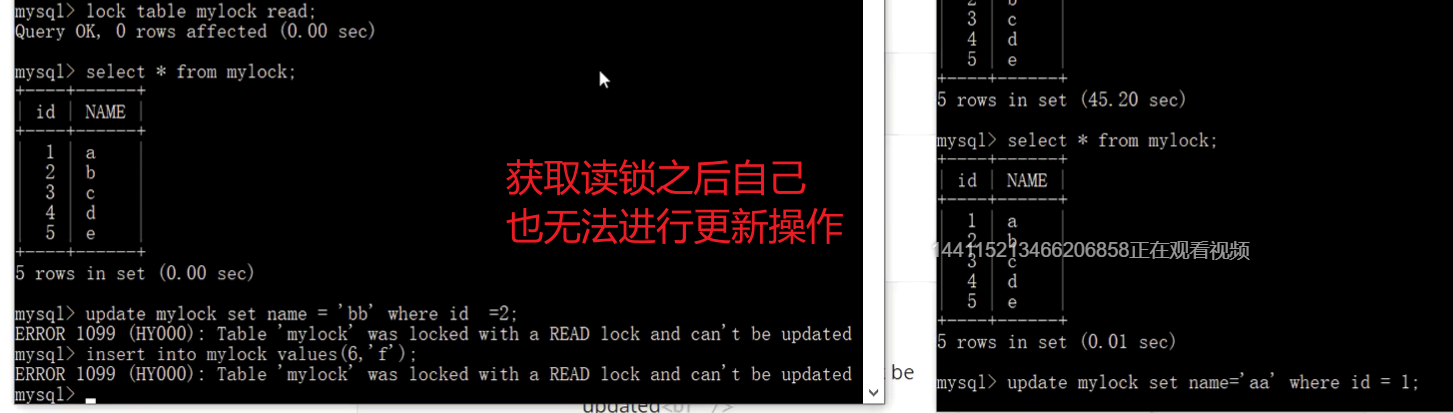 mysql> lock table mylock read;
Query OK, 0 rows affected (0.00 sec)
mysql> select * from mylock;
+----+------+
| id | NAME |
+----+------+
| 1 | a |
| 2 | b |
| 3 | c |
| 4 | d |
| 5 | e |
+----+------+
5 rows in set (0.00 sec)
mysql> update mylock set name = 'bb' where id  =2;
ERROR 1099 (HY000): Table 'mylock' was locked with a READ lock and can't be updated
mysql> insert into mylock values(6,'f');
ERROR 1099 (HY000): Table 'mylock' was locked with a READ lock and can't be updated
mysql>
获取读锁之后自己
也无法进行更新操作
| 3 | c |
| 4 | d |
| 5 | e |
+----+------+
5 rows in set (45.20 sec)
mysql> select * from mylock;
+----+------+
| id | NAME |
+----+------+
| 1 | a |
| 2 | b |
| 3 | c |
| 4 | d |
| 5 | e |
+----+------+
5 rows in set (0.01 sec)
mysql> update mylock set name='aa' where id = 1;
144115213466206858正在观看视频
be
updated<br />